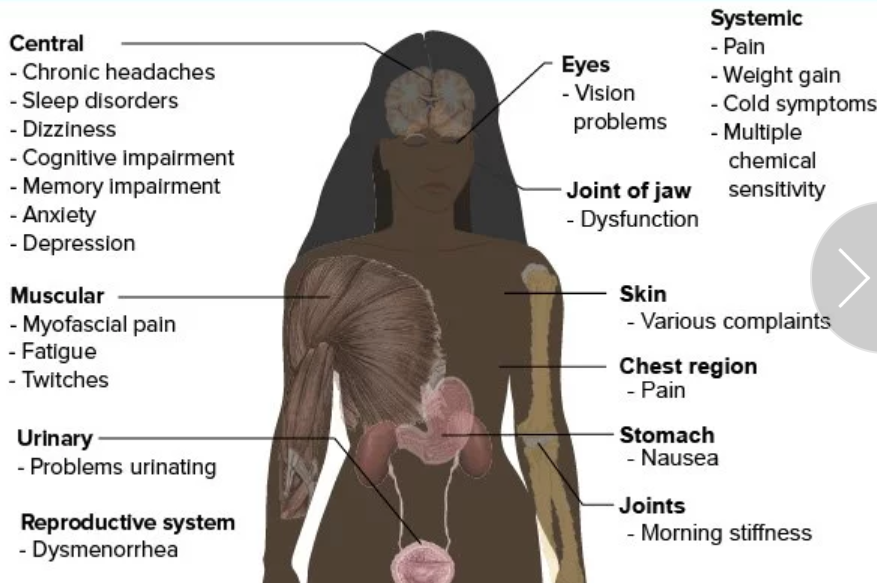 Central
- Chronic headaches
- Sleep disorders
- Dizziness
- Cognitive impairment
- Memory impairment
- Anxiety
- Depression
Muscular
- Myofascial pain
- Fatigue
- Twitches
Urinary
- Problems urinating
Reproductive system
- Dysmenorrhea
Eyes
- Vision
problems
Joint of jaw
- Dysfunction
Systemic
- Pain
- Weight gain
- Cold symptoms
- Multiple
chemical
sensitivity
Skin
- Various complaints
Chest region
- Pain
Stomach
- Nausea
Joints
- Morning stiffness